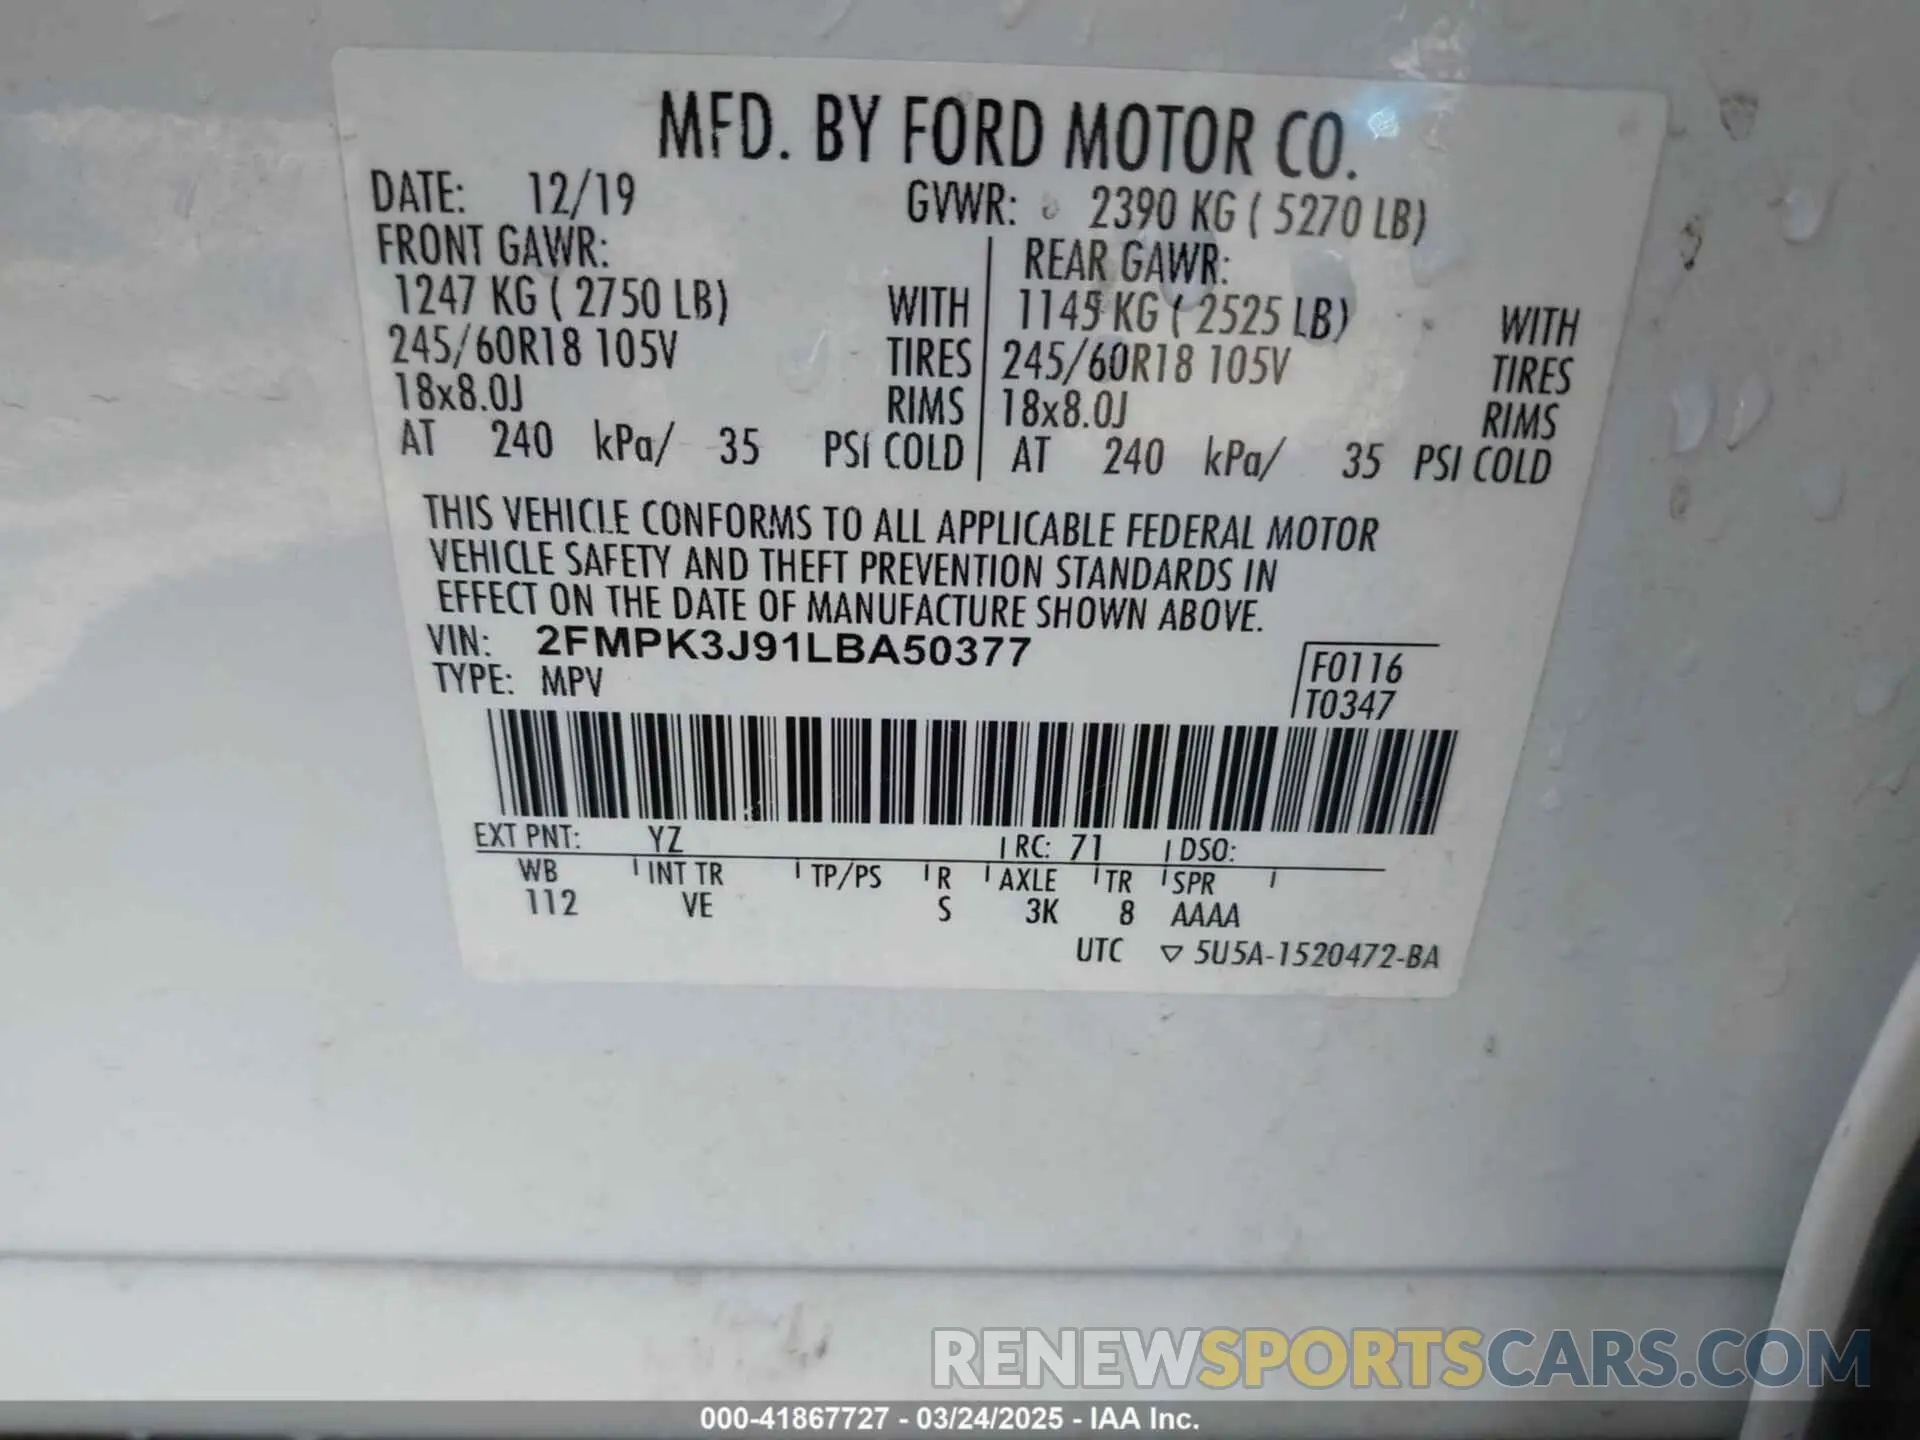 MFD. BY FORD MOTOR CO.
DATE: 12/19 GVWR: 2390 KG ( 5270 LB)
FRONT GAWR: REAR GAWR:
1247 KG ( 2750 LB) WITH 1145 KG ( 2525 LB) WITH
245/60R18 105V TIRES 245/60R18 105V TIRES
18x8.0J RIMS 18x8.0J RIMS
AT 240 kPa/ 35 PSI COLD AT 240 kPa/ 35 PSI COLD
THIS VEHICLE CONFORMS TO ALL APPLICABLE FEDERAL MOTOR
VEHICLE SAFETY AND THEFT PREVENTION STANDARDS IN
EFFECT ON THE DATE OF MANUFACTURE SHOWN ABOVE.
VIN: 2FMPK3J91LBA50377
TYPE: MPV
F0116
T0347
EXT PNT: YZ RC: 71 DSO:
WB INT TR TP/PS R AXLE TR SPR
112 VE S 3K 8 AAAA
UTC ▽ 5U5A-1520472-BA
RENEWSPORTSCARS.COM
000-41867727 - 03/24/2025 - IAA Inc.